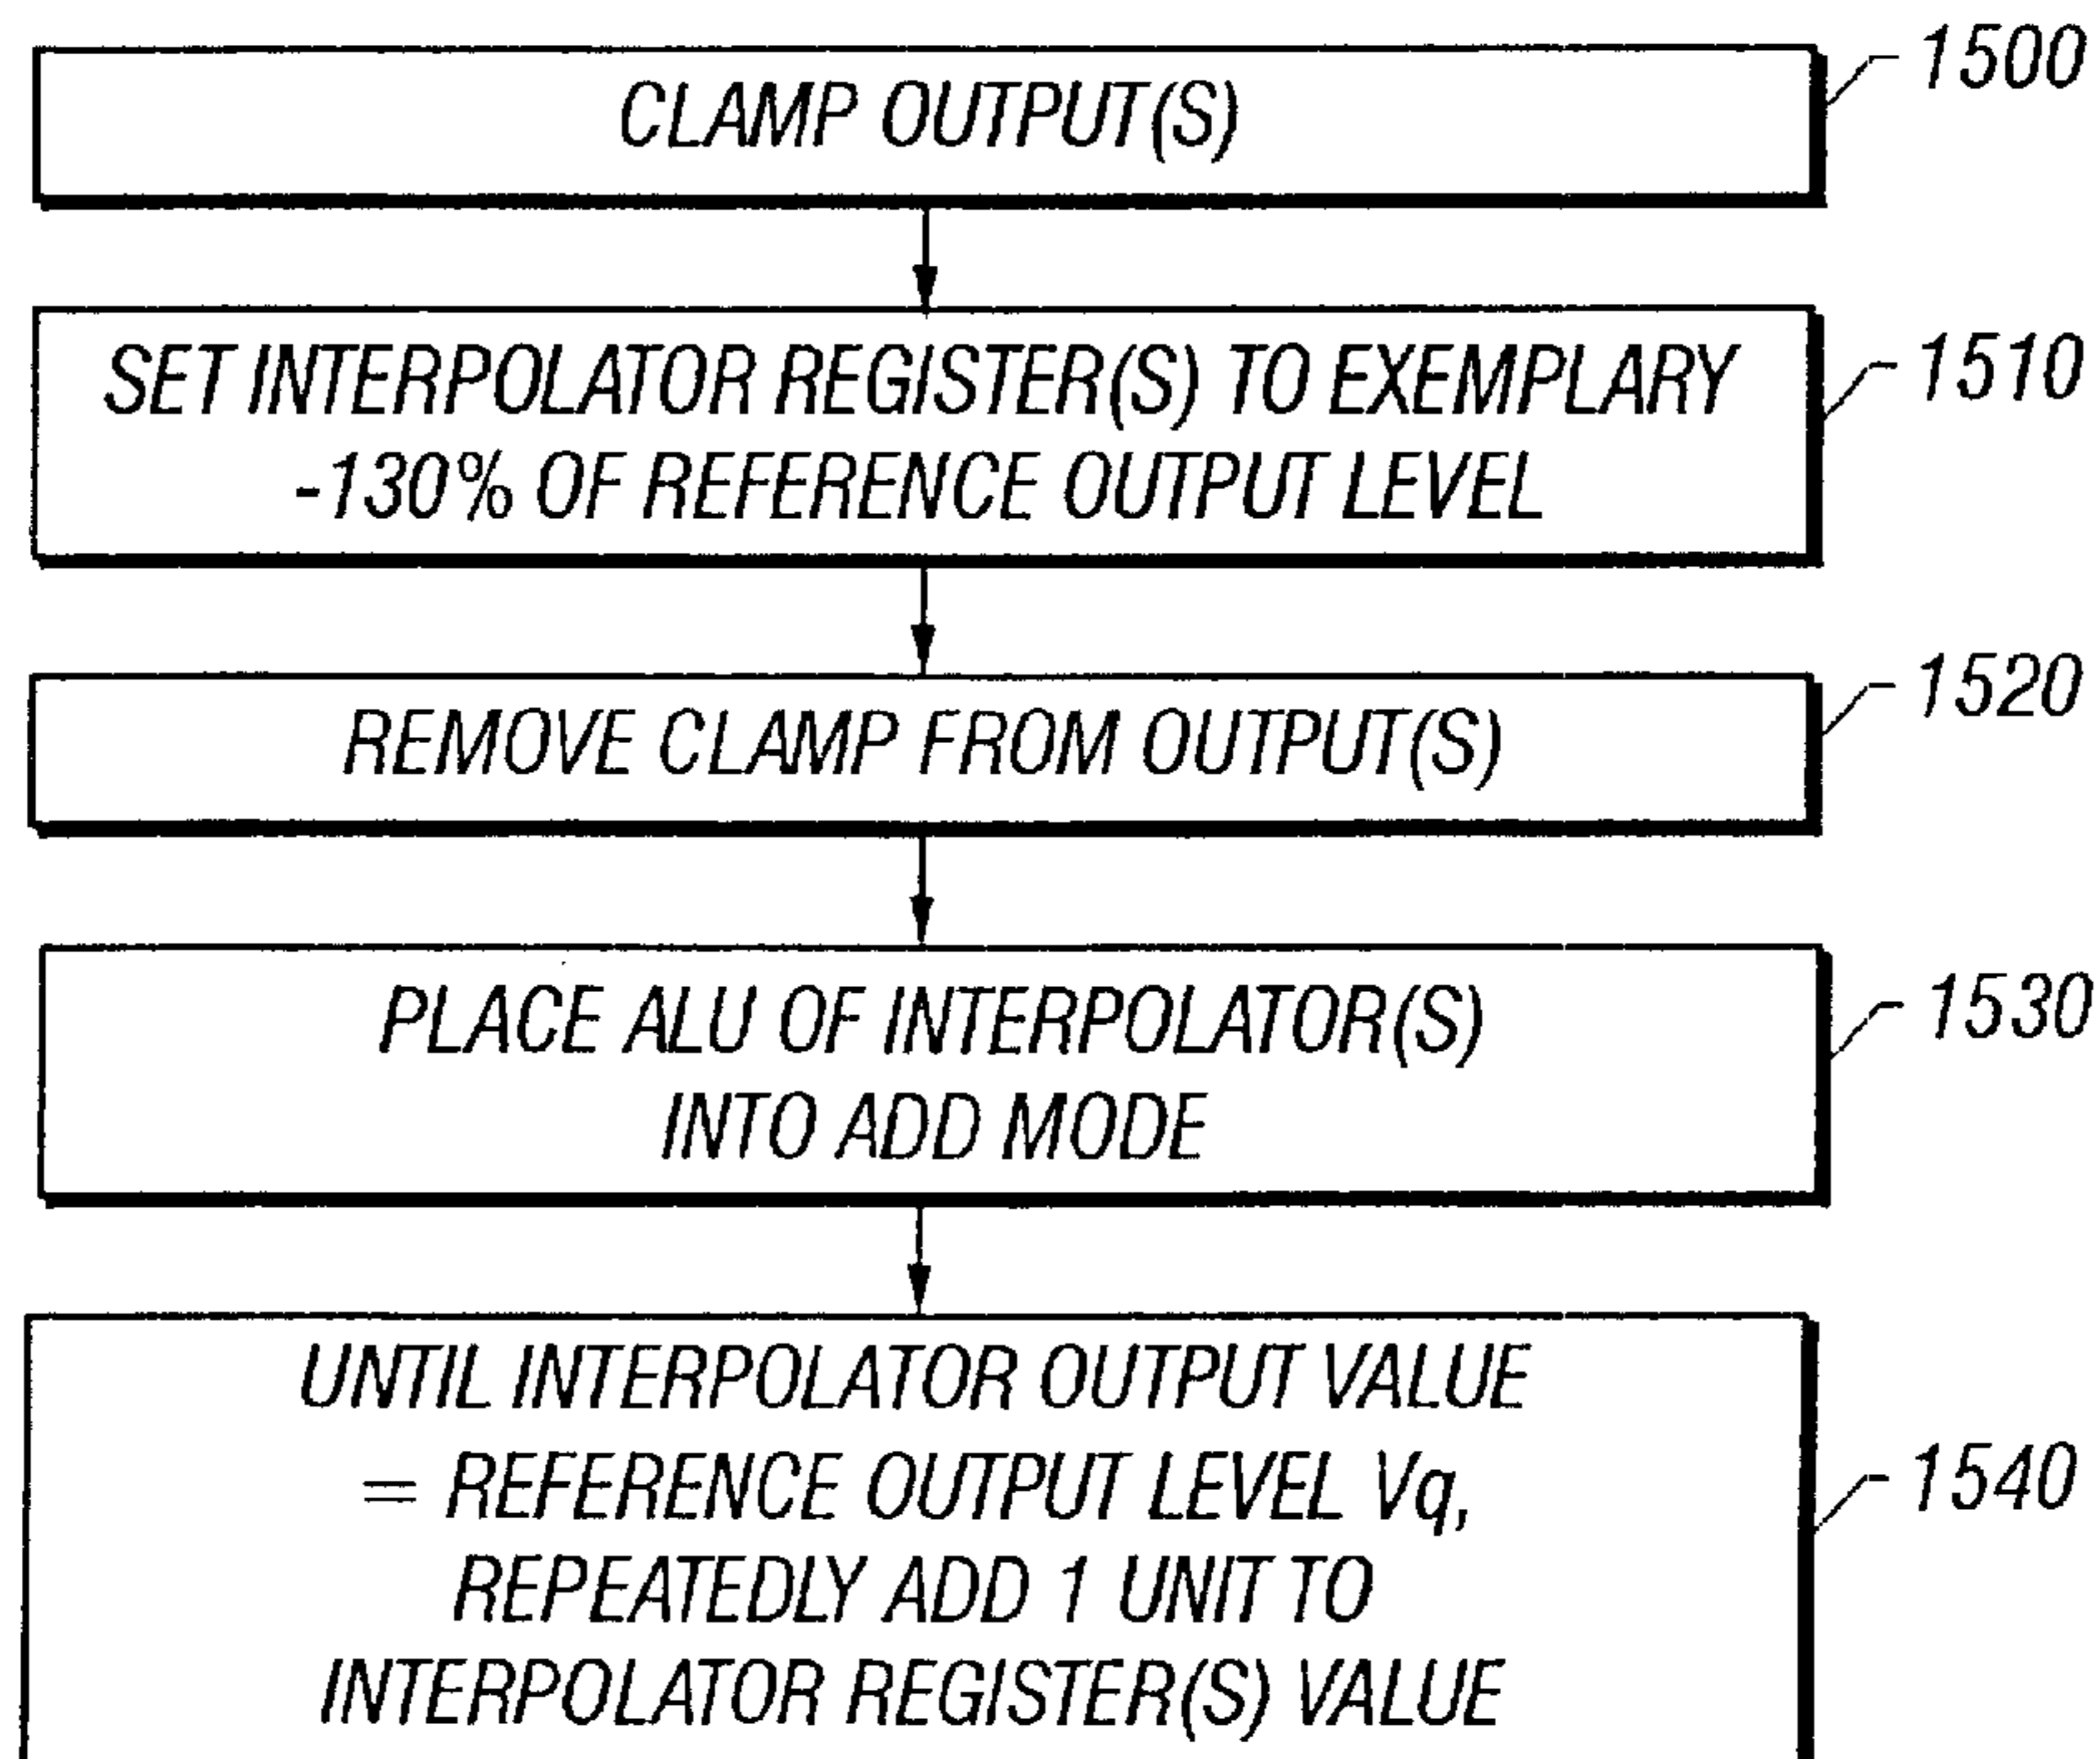 CLAMP OUTPUT(S)
1500
SET INTERPOLATOR REGISTER(S) TO EXEMPLARY
-130% OF REFERENCE OUTPUT LEVEL
1510
REMOVE CLAMP FROM OUTPUT(S)
1520
PLACE ALU OF INTERPOLATOR(S)
INTO ADD MODE
1530
UNTIL INTERPOLATOR OUTPUT VALUE
= REFERENCE OUTPUT LEVEL Vq,
REPEATEDLY ADD 1 UNIT TO
INTERPOLATOR REGISTER(S) VALUE
1540